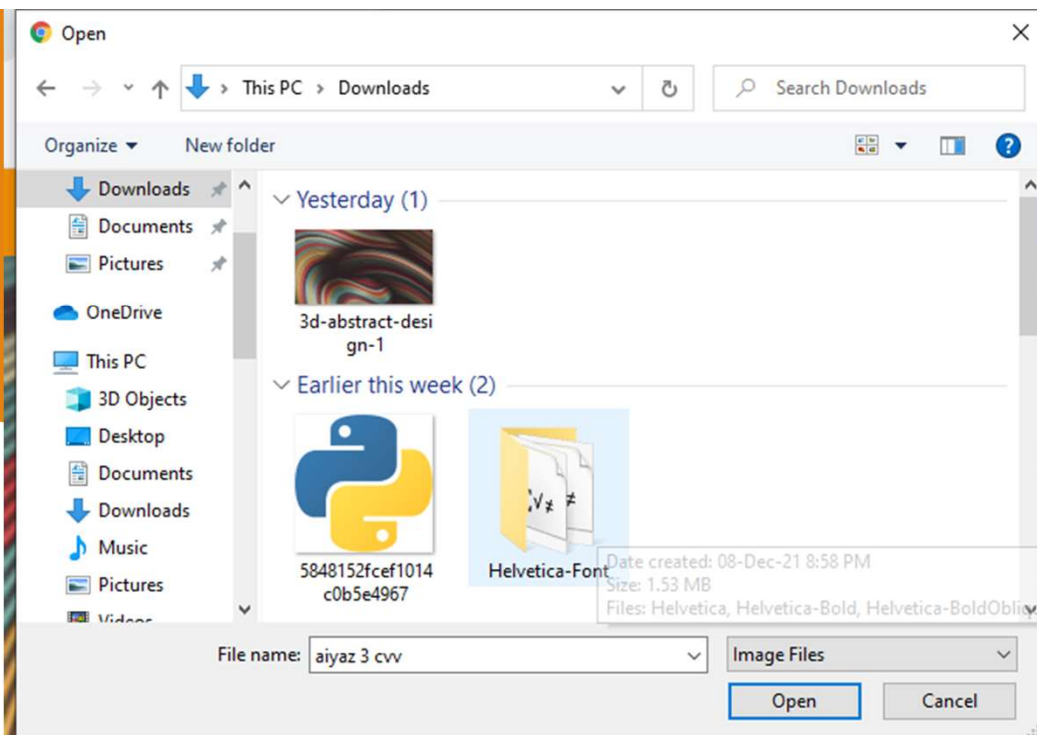 Open
This PC > Downloads
Search Downloads
Organize
New folder
Downloads
Documents
Pictures
OneDrive
This PC
3D Objects
Desktop
Documents
Downloads
Music
Pictures
Videos
Yesterday (1)
3d-abstract-desi
gn-1
Earlier this week (2)
5848152fcef1014
c0b5e4967
Helvetica-Font
Date created: 08-Dec-21 8:58 PM
Size: 1.53 MB
Files: Helvetica, Helvetica-Bold, Helvetica-BoldObliq
File name: aiyaz 3 cvv
Image Files
Open
Cancel